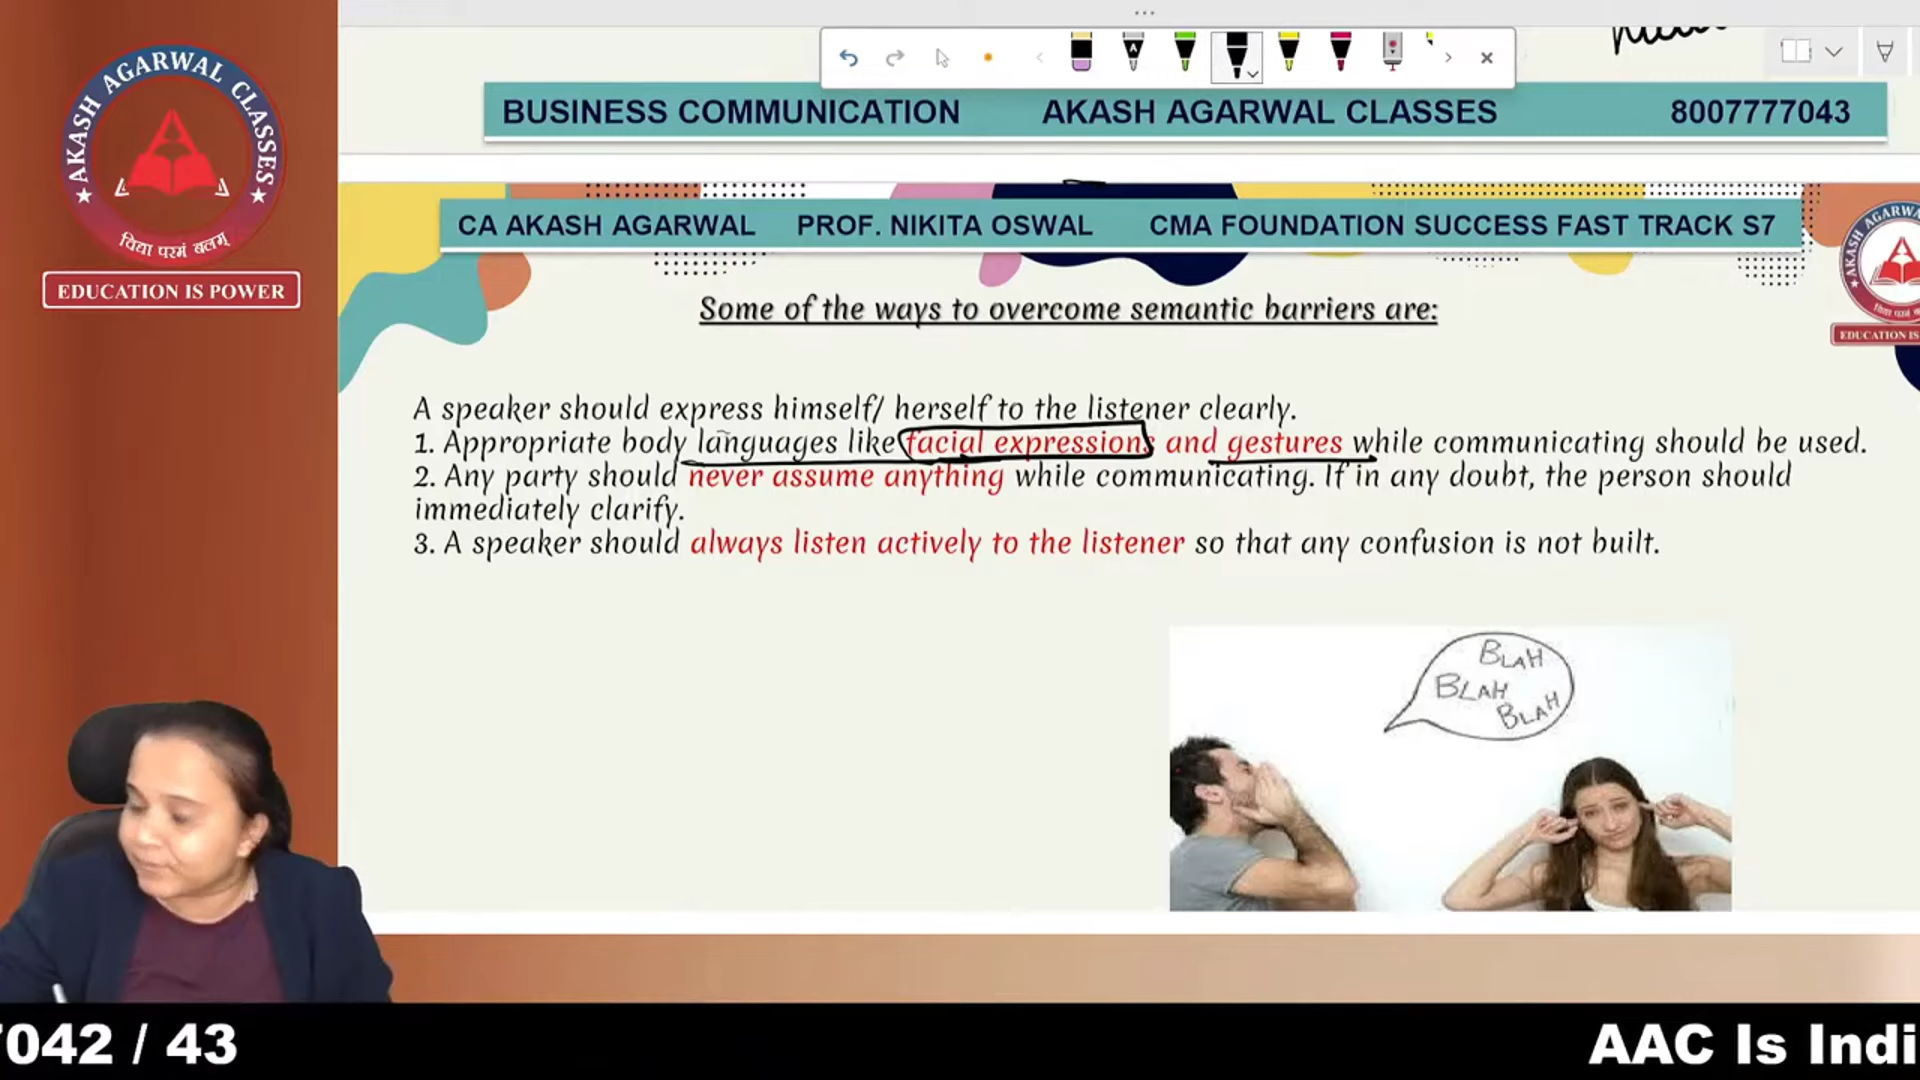 AKASH AGARWAL CLASSES
विद्या परमं बलम्
EDUCATION IS POWER
BUSINESS COMMUNICATION AKASH AGARWAL CLASSES 8007777043
CA AKASH AGARWAL PROF. NIKITA OSWAL CMA FOUNDATION SUCCESS FAST TRACK S7
AKASH AGARWA
EDUCATION IS
Some of the ways to overcome semantic barriers are:
A speaker should express himself/ herself to the listener clearly.
1. Appropriate body languages like facial expressions and gestures while communicating should be used.
2. Any party should never assume anything while communicating. If in any doubt, the person should
immediately clarify.
3. A speaker should always listen actively to the listener so that any confusion is not built.
BLAH
BLAH
BLAH
7042 / 43
AAC Is Indi